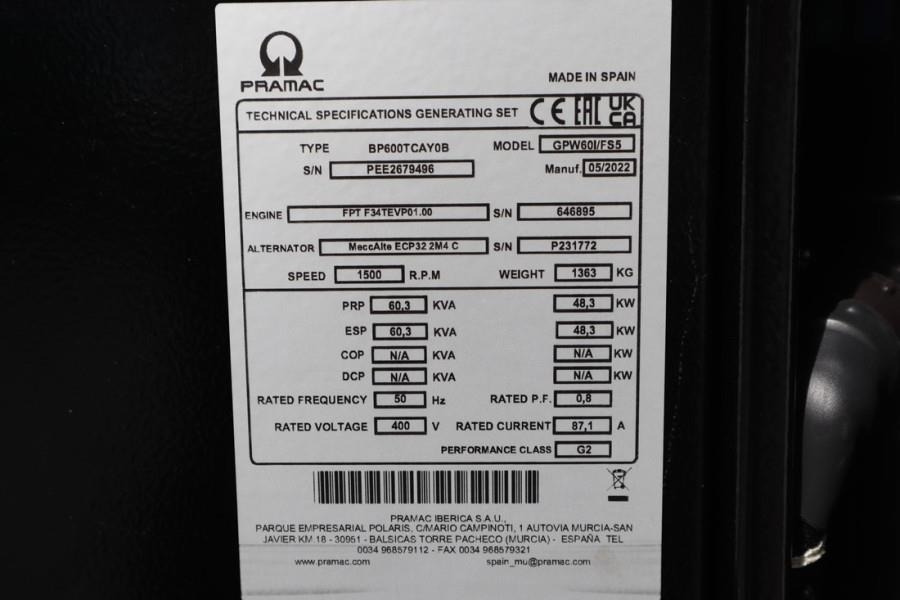 PRAMAC
MADE IN SPAIN
TECHNICAL SPECIFICATIONS GENERATING SET CE EAC UKCA
TYPE BP600TCAY0B MODEL GPW60I/FS5
S/N PEE2679496 Manuf. 05/2022
ENGINE FPT F34TEVP01.00 S/N 646895
ALTERNATOR MeccAlte ECP32 2M4 C S/N P231772
SPEED 1500 R.P.M WEIGHT 1363 KG
PRP 60,3 KVA 48,3 KW
ESP 60,3 KVA 48,3 KW
COP N/A KVA N/A KW
DCP N/A KVA N/A KW
RATED FREQUENCY 50 Hz RATED P.F. 0,8
RATED VOLTAGE 400 V RATED CURRENT 87,1 A
PERFORMANCE CLASS G2
PRAMAC IBERICA S.A.U.,
PARQUE EMPRESARIAL POLARIS, C/MARIO CAMPINOTI, 1 AUTOVIA MURCIA-SAN
JAVIER KM.18 - 30951 - BALSICAS TORRE PACHECO (MURCIA) - ESPAÑA TEL
0034 968579112 - FAX 0034 968579321
www.pramac.com spain_mu@pramac.com